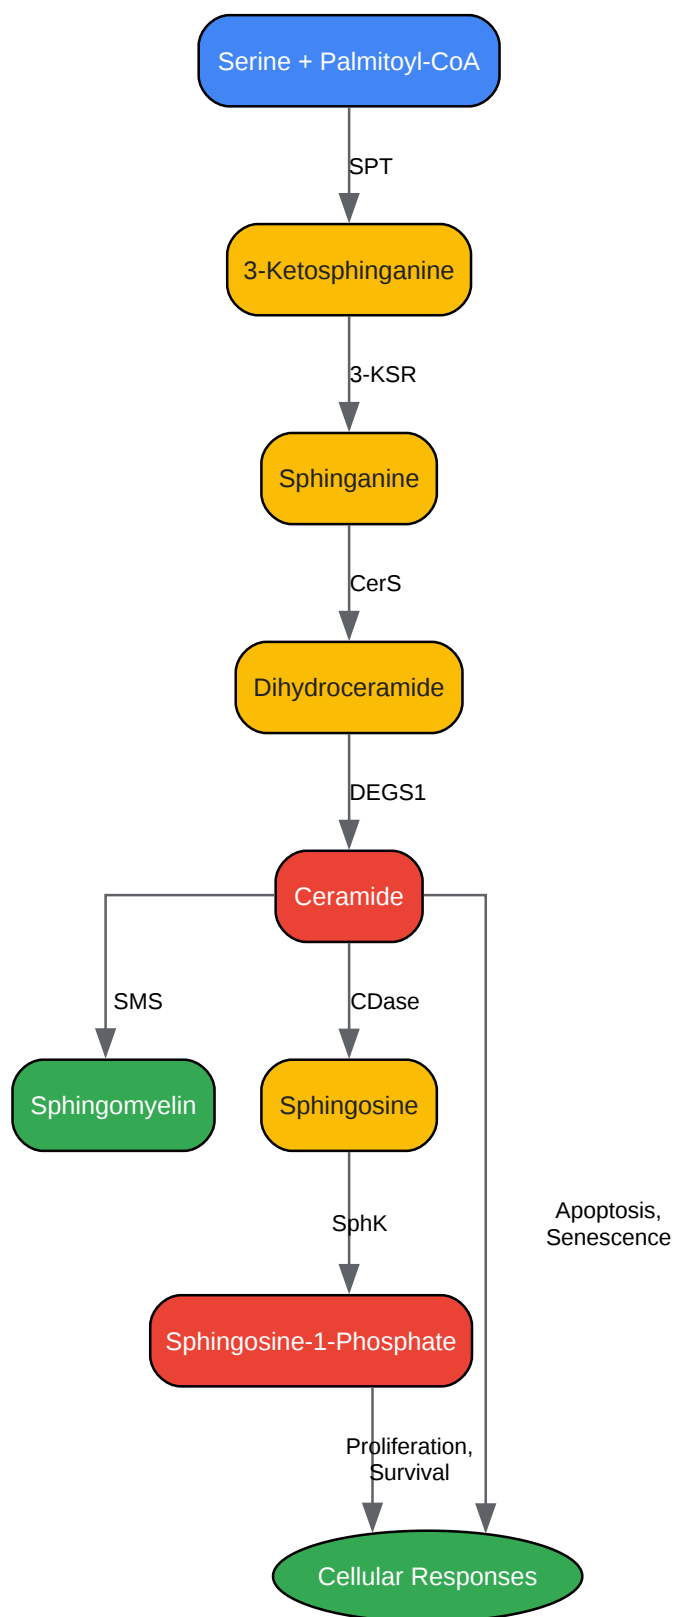 Serine + Palmitoyl-CoA
SPT
3-Ketosphinganine
3-KSR
Sphinganine
CerS
Dihydroceramide
DEGS1
Ceramide
SMS
CDase
Sphingomyelin
Sphingosine
Apoptosis,
Senescence
SphK
Sphingosine-1-Phosphate
Proliferation,
Survival
Cellular Responses